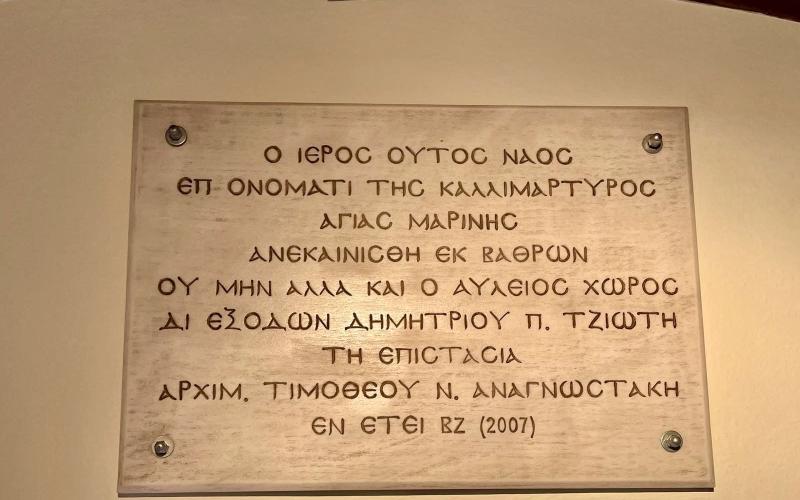 Ο ΙΕΡΟC ΟΥΤΟC ΝΑΟC
ΕΠ ΟΝΟΜΑΤΙ ΤΗC ΚΑΛΛΙΜΑΡΤΥΡΟC
ΑΓΙΑC ΜΑΡΙΝΗC
ΑΝΕΚΑΙΝΙCΘΗ ΕΚ ΒΑΘΡΩΝ
ΟΥ ΜΗΝ ΑΛΛΑ ΚΑΙ Ο ΑΥΛΕΙΟC ΧΩΡΟC
ΔΙ ΕΞΟΔΩΝ ΔΗΜΗΤΡΙΟΥ Π. ΤΖΙΩΤΗ
ΤΗ ΕΠΙCΤΑCΙΑ
ΑΡΧΙΜ. ΤΙΜΟΘΕΟΥ Ν. ΑΝΑΓΝΩCΤΑΚΗ
ΕΝ ΕΤΕΙ ΒΖ (2007)